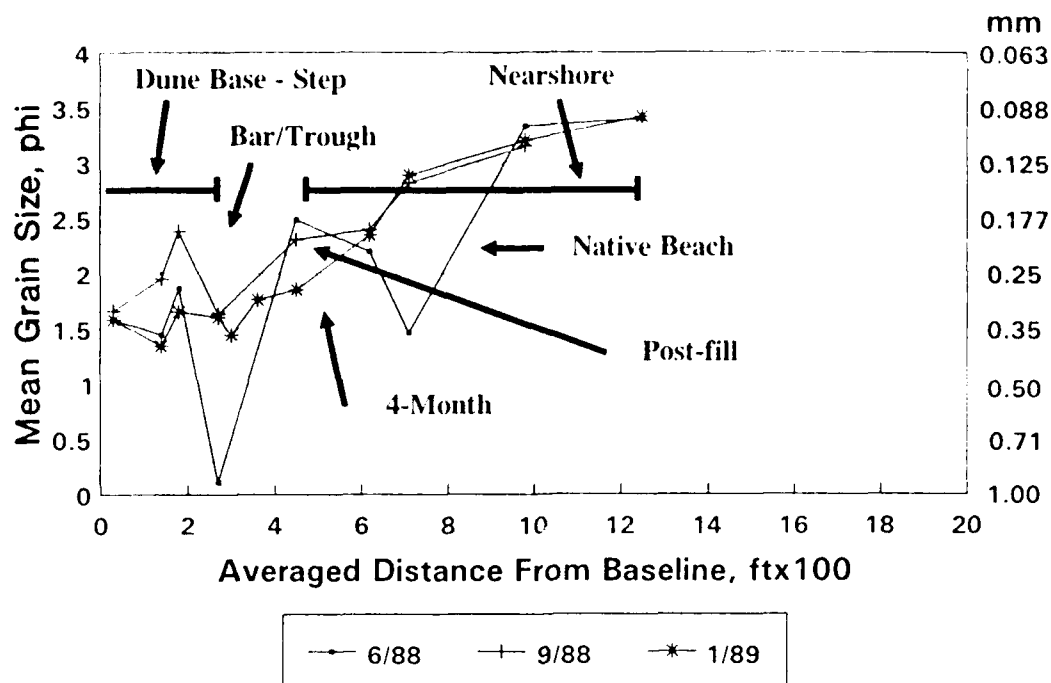 mm
4
3.5
3
2.5
2
1.5
1
0.5
0
Mean Grain Size, phi
0.063
0.088
0.125
0.177
0.25
0.35
0.50
0.71
1.00
Dune Base - Step
Nearshore
Bar/Trough
Native Beach
Post-fill
4-Month
0 2 4 6 8 10 12 14 16 18 20
Averaged Distance From Baseline, ftx100
6/88 9/88 1/89